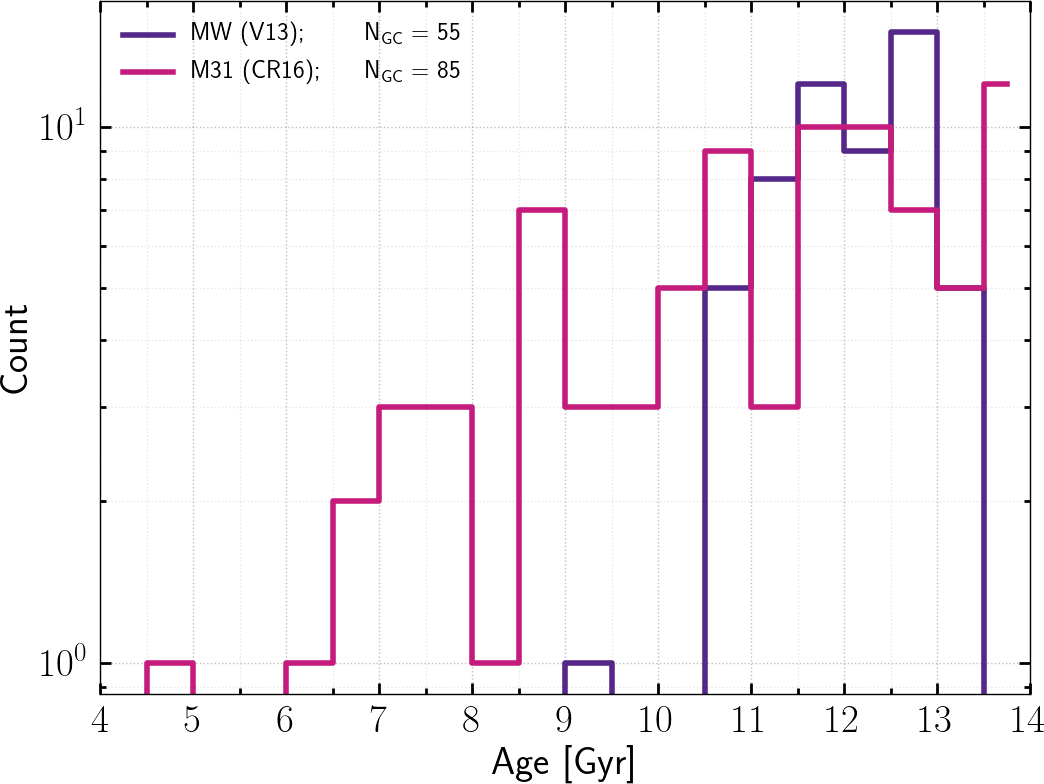 MW (V13); N_GC = 55
M31 (CR16); N_GC = 85
10^1
10^0
Count
4 5 6 7 8 9 10 11 12 13 14
Age [Gyr]